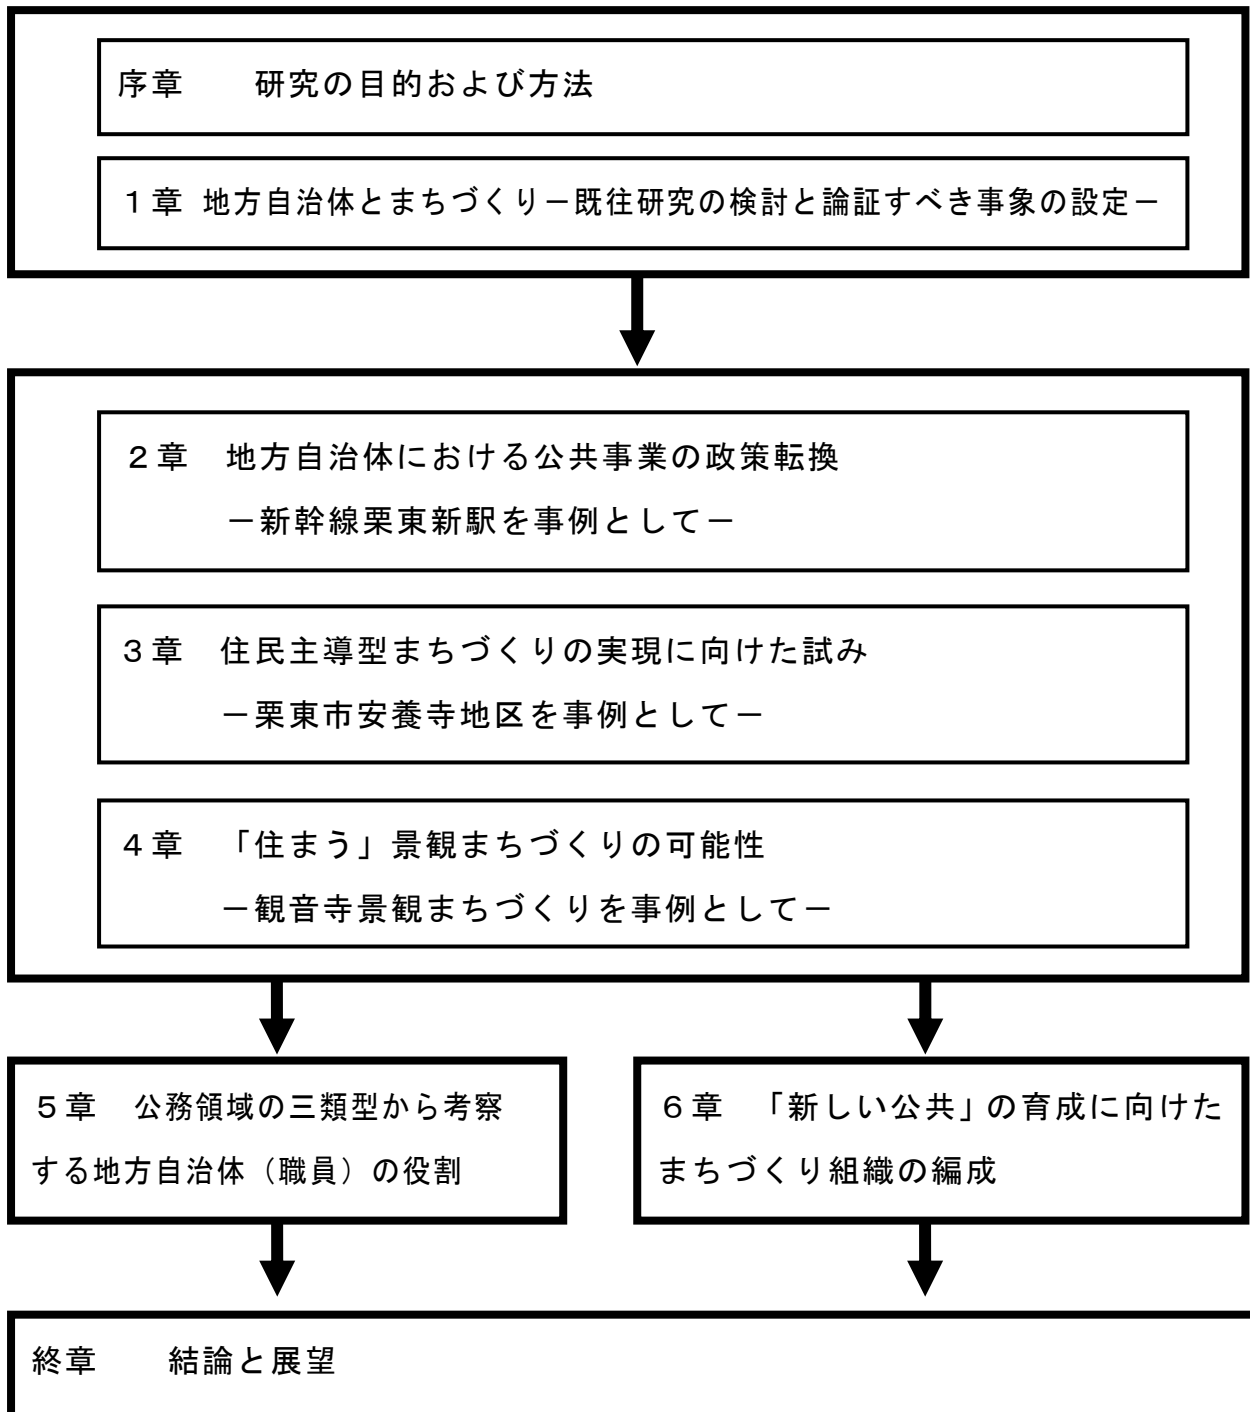 序章　　研究の目的および方法
１章 地方自治体とまちづくり－既往研究の検討と論証すべき事象の設定－
２章　地方自治体における公共事業の政策転換
－新幹線栗東新駅を事例として－
３章　住民主導型まちづくりの実現に向けた試み
－栗東市安養寺地区を事例として－
４章　「住まう」景観まちづくりの可能性
－観音寺景観まちづくりを事例として－
５章　公務領域の三類型から考察
する地方自治体（職員）の役割
６章　「新しい公共」の育成に向けた
まちづくり組織の編成
終章　　結論と展望